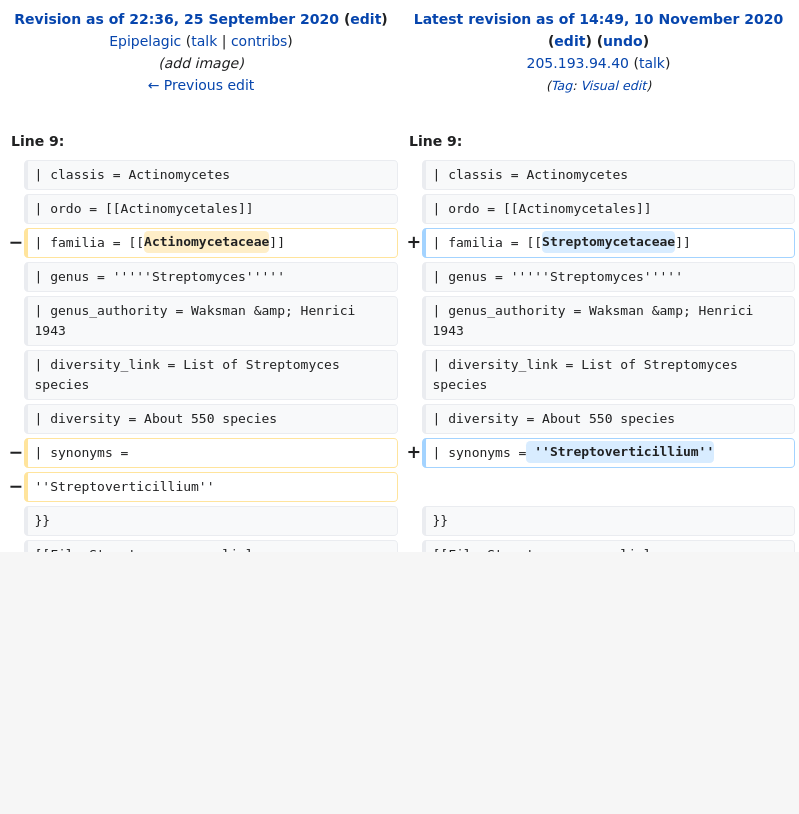 Revision as of 22:36, 25 September 2020 (edit)
Epipelagic (talk | contribs)
(add image)
← Previous edit
Latest revision as of 14:49, 10 November 2020
(edit) (undo)
205.193.94.40 (talk)
(Tag: Visual edit)
Line 9:
Line 9:
| classis = Actinomycetes
| classis = Actinomycetes
| ordo = [[Actinomycetales]]
| ordo = [[Actinomycetales]]
− | familia = [[Actinomycetaceae]]
+ | familia = [[Streptomycetaceae]]
| genus = '''''Streptomyces'''''
| genus = '''''Streptomyces'''''
| genus_authority = Waksman &amp; Henrici
1943
| genus_authority = Waksman &amp; Henrici
1943
| diversity_link = List of Streptomyces
species
| diversity_link = List of Streptomyces
species
| diversity = About 550 species
| diversity = About 550 species
− | synonyms =
+ | synonyms = ''Streptoverticillium''
− ''Streptoverticillium''
}}
}}